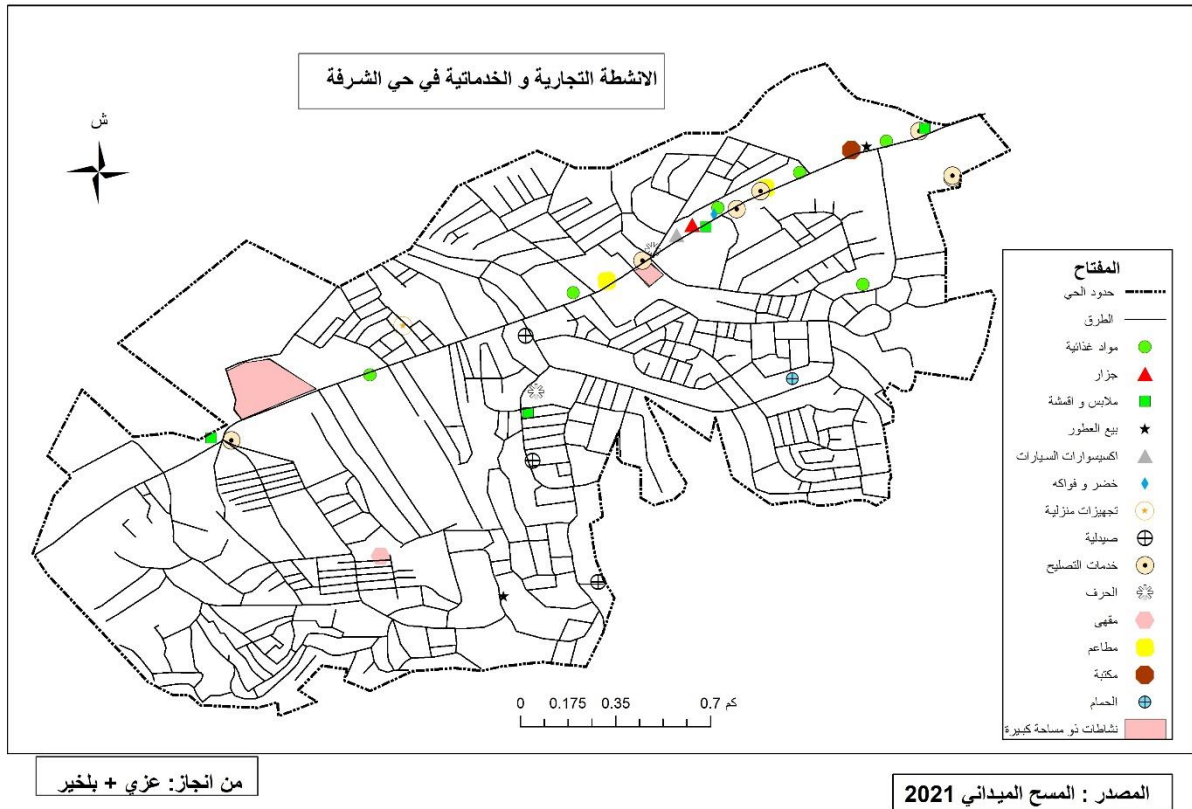 الانشطة التجارية و الخدماتية في حي الشرفة
ش
المفتاح
حدود الحي
الطرق
مواد غذائية
جزار
ملابس و اقمشة
بيع العطور
اكسيسوارات السيارات
خضر و فواكه
تجهيزات منزلية
صيدلية
خدمات التصليح
الحرف
مقهى
مطاعم
مكتبة
الحمام
نشاطات ذو مساحة كبيرة
0 0.175 0.35 0.7 كم
من انجاز: عزي + بلخير
المصدر : المسح الميداني 2021